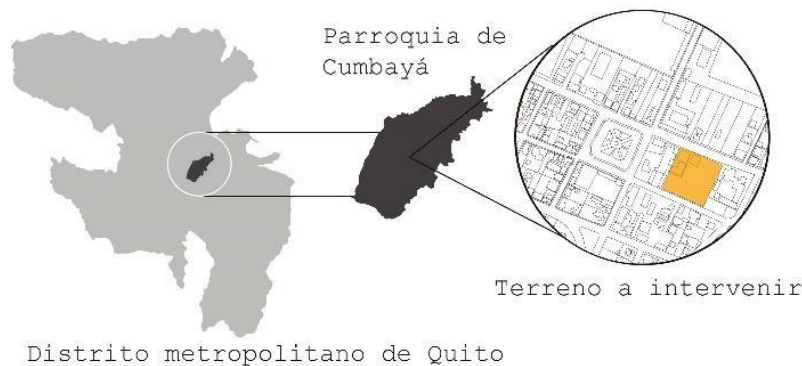 Parroquia de
Cumbayá
Terreno a intervenir
Distrito metropolitano de Quito